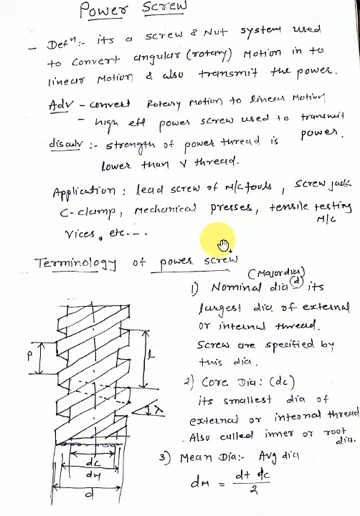 Power Screw
- Defⁿ:- its a screw & Nut system used
to convert angular (rotary) Motion in to
linear Motion & also transmit the power.
Adv - convert Rotary Motion to linear Motion
- high eff power screw used to transmit
power.
disadv :- strength of power thread is
lower than V thread.
Application : lead screw of M/c tools, screw jack
C-clamp, Mechanical presses, tensile testing
M/c
Vices, etc...
Terminology of power screw
(Major dia)
1) Nominal dia (d) its
largest dia of external
or internal thread.
Screw are specified by
this dia.
2) Core Dia: (dc)
its smallest dia of
external or internal thread
Also called inner or root
dia.
3) Mean Dia:- Avg dia
dM = d+dc
2
P
L
λ
dc
dM
d